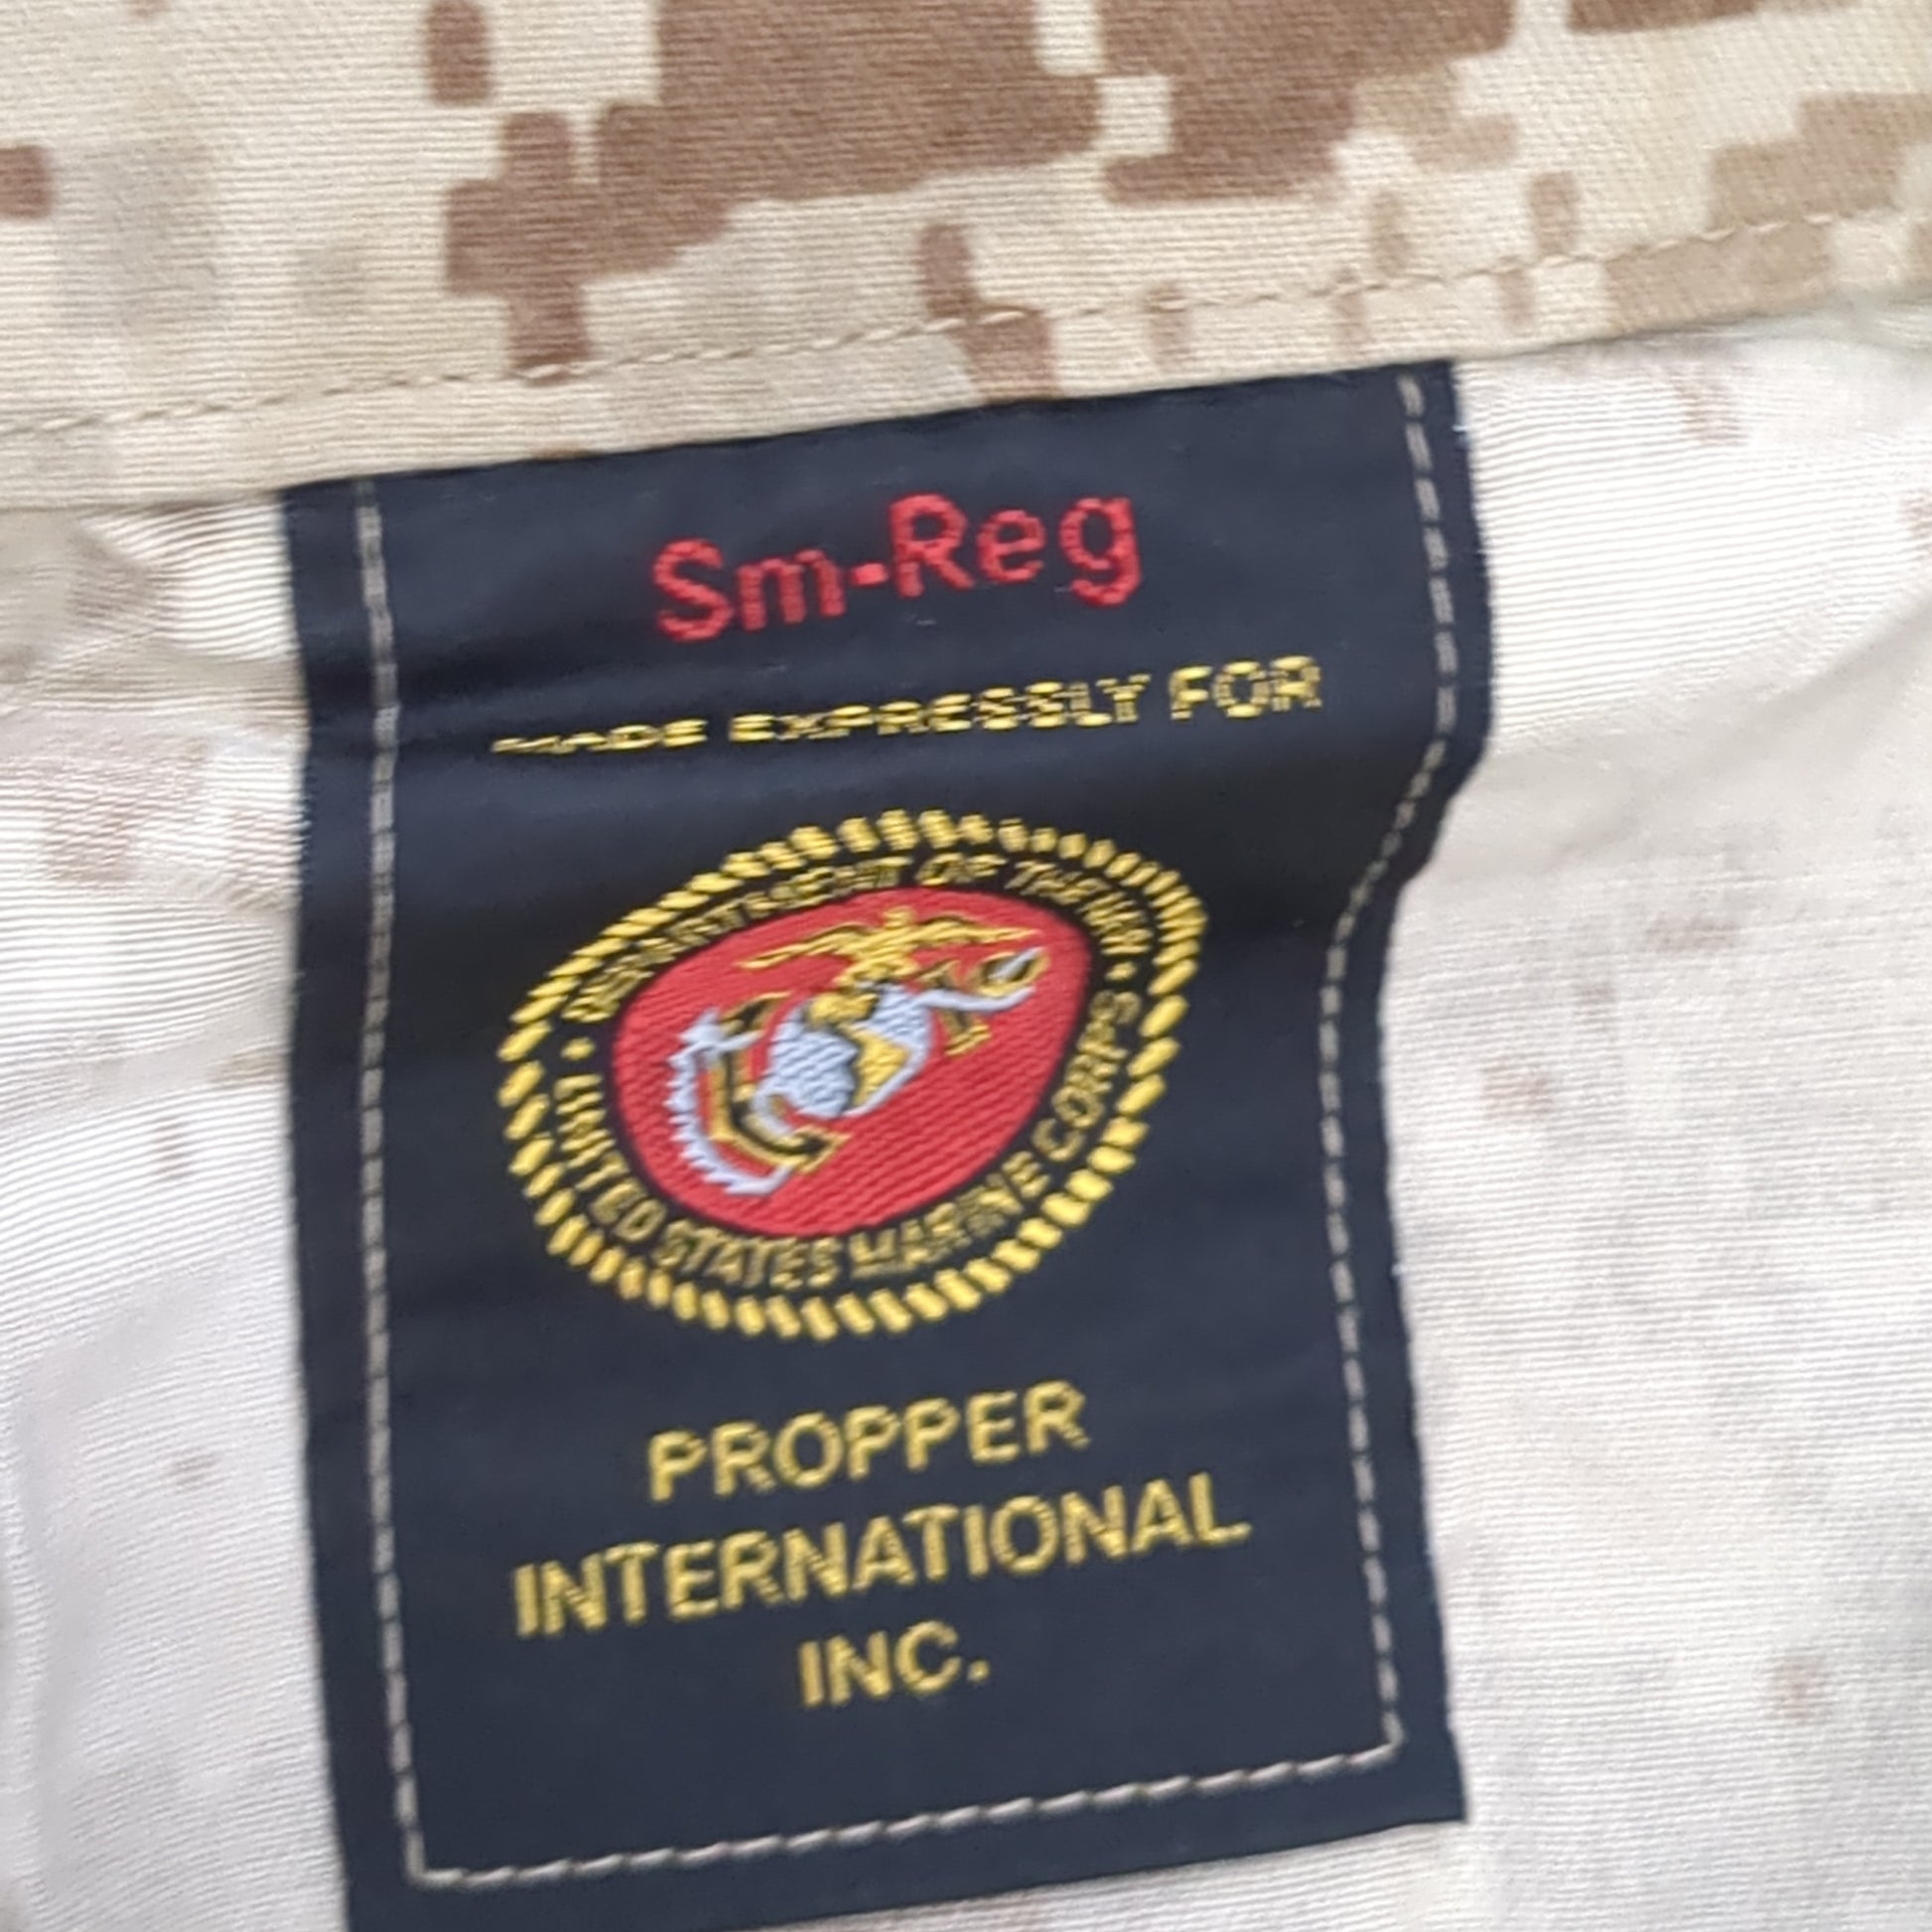 Sm-Reg
MADE EXPRESSLY FOR
DEPARTMENT OF THE NAVY
• UNITED STATES MARINE CORPS •
PROPPER
INTERNATIONAL
INC.